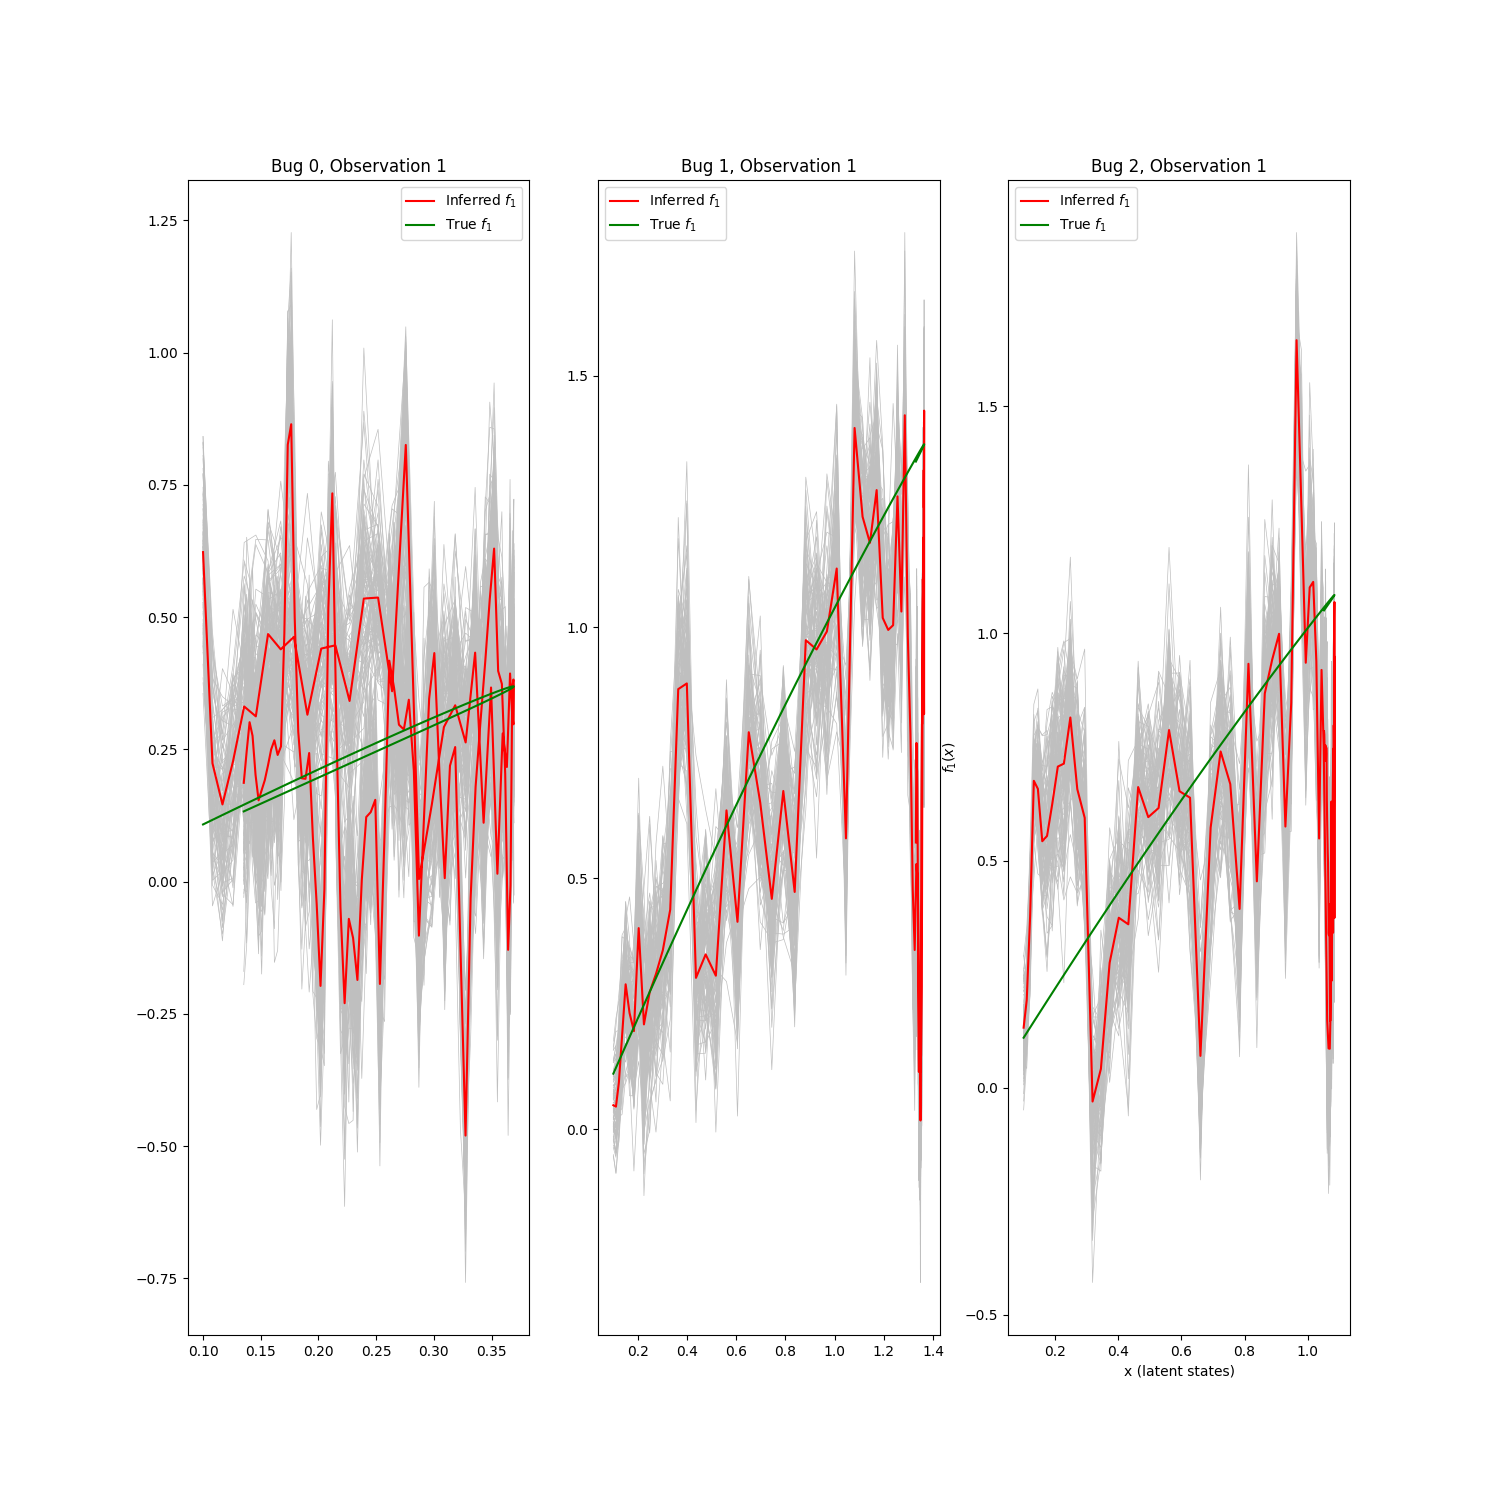 Bug 0, Observation 1
Inferred f₁
True f₁
1.25
1.00
0.75
0.50
0.25
0.00
−0.25
−0.50
−0.75
0.10 0.15 0.20 0.25 0.30 0.35
Bug 1, Observation 1
Inferred f₁
True f₁
1.5
1.0
0.5
0.0
0.2 0.4 0.6 0.8 1.0 1.2 1.4
Bug 2, Observation 1
Inferred f₁
True f₁
f₁(x)
1.5
1.0
0.5
0.0
−0.5
0.2 0.4 0.6 0.8 1.0
x (latent states)